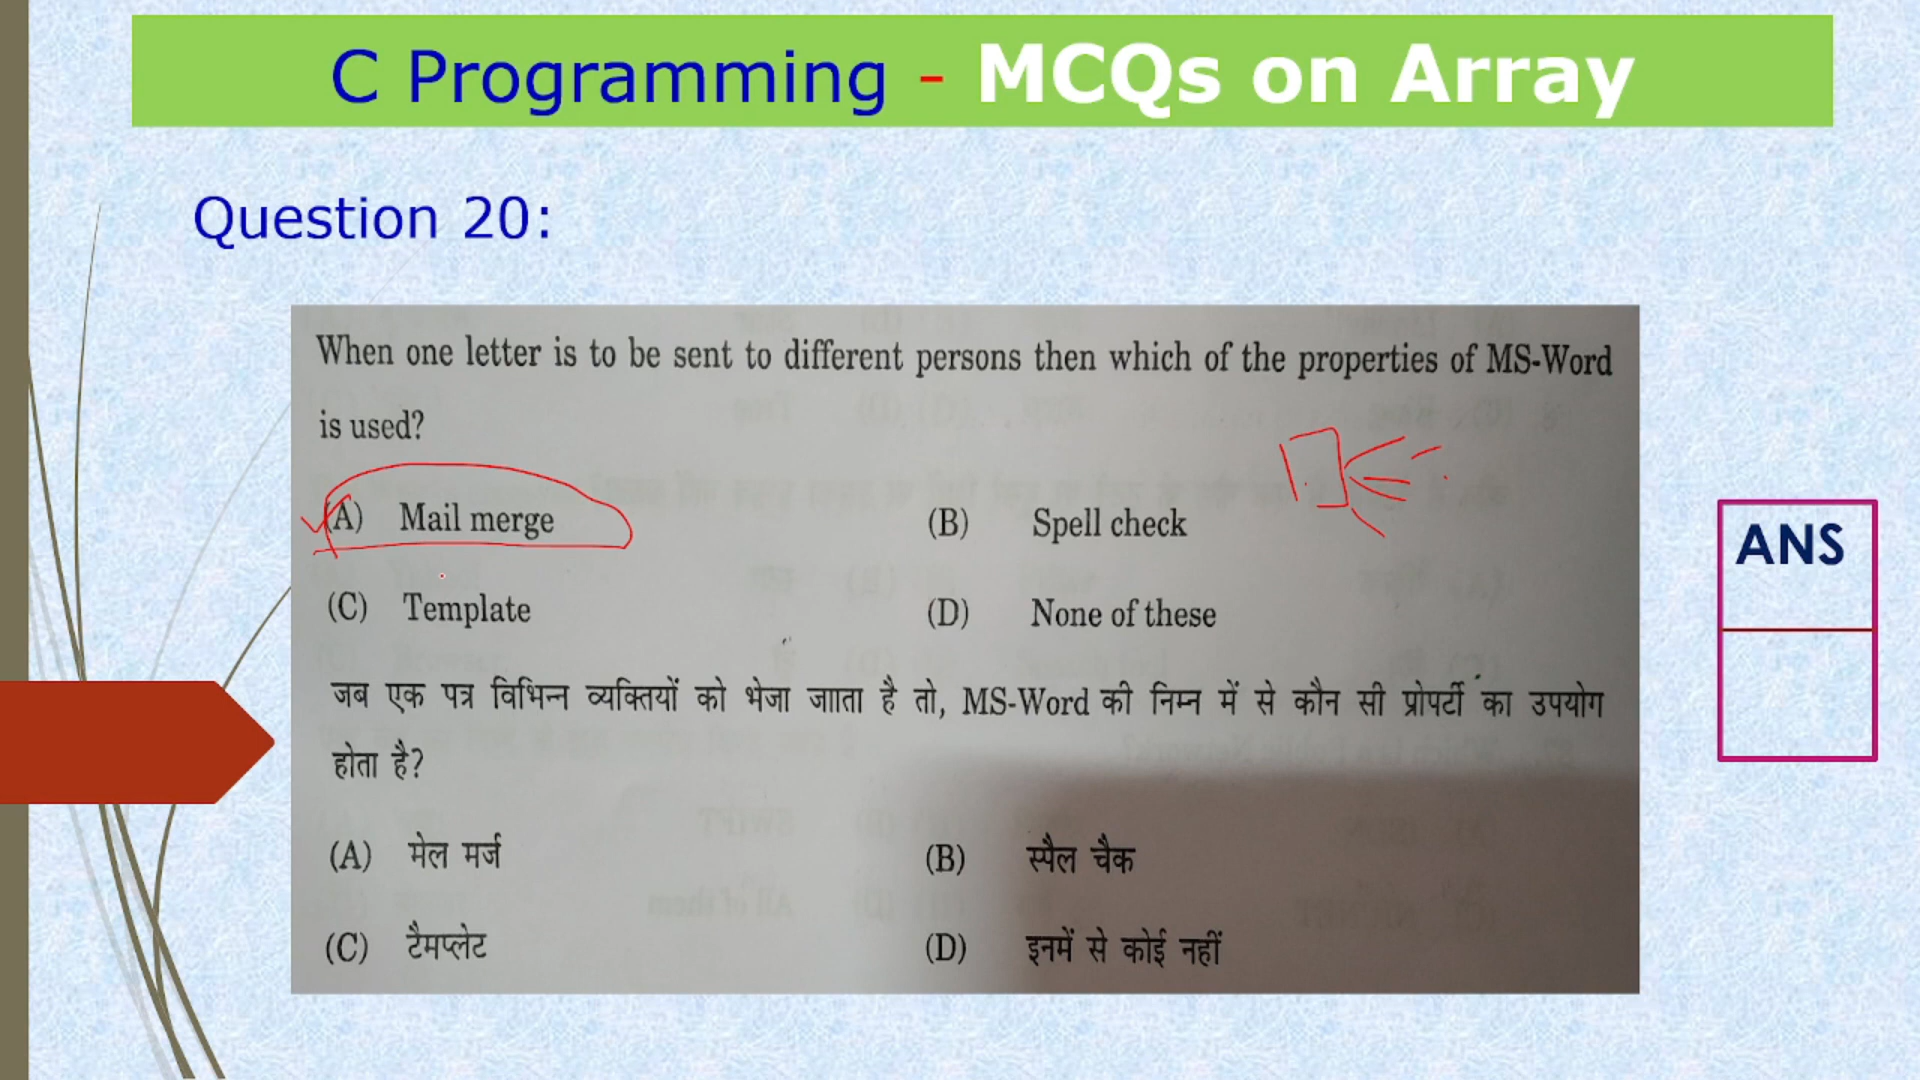 C Programming - MCQs on Array
Question 20:
When one letter is to be sent to different persons then which of the properties of MS-Word
is used?
(A) Mail merge (B) Spell check
(C) Template (D) None of these
जब एक पत्र विभिन्न व्यक्तियों को भेजा जााता है तो, MS-Word की निम्न में से कौन सी प्रोपर्टी का उपयोग
होता है?
(A) मेल मर्ज (B) स्पैल चैक
(C) टैमप्लेट (D) इनमें से कोई नहीं
ANS